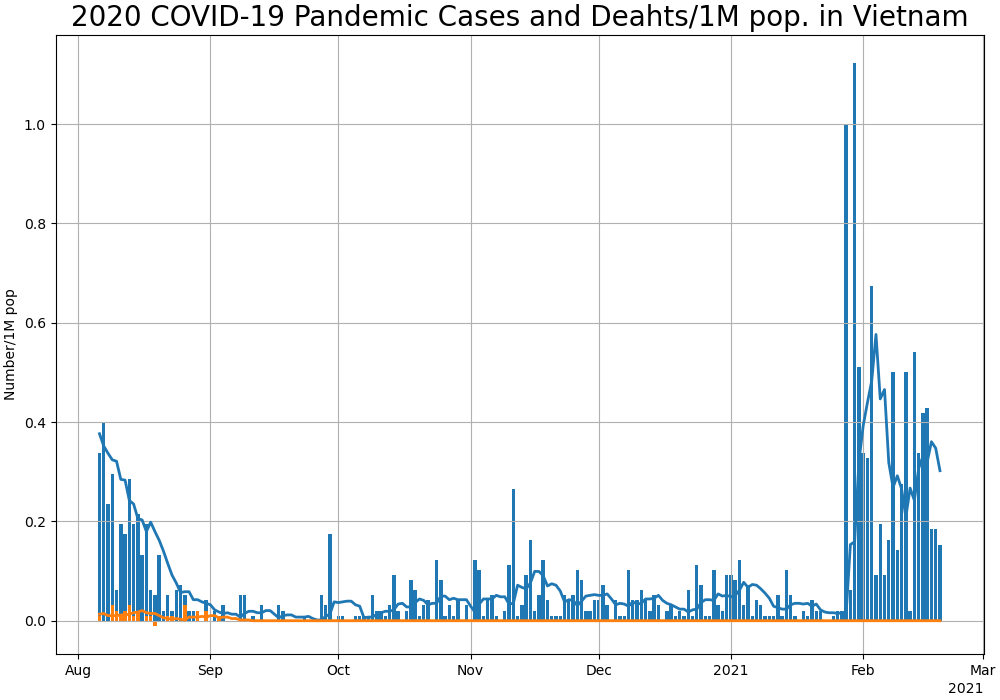 2020 COVID-19 Pandemic Cases and Deahts/1M pop. in Vietnam
Number/1M pop
1.0
0.8
0.6
0.4
0.2
0.0
Aug Sep Oct Nov Dec 2021 Feb Mar
2021